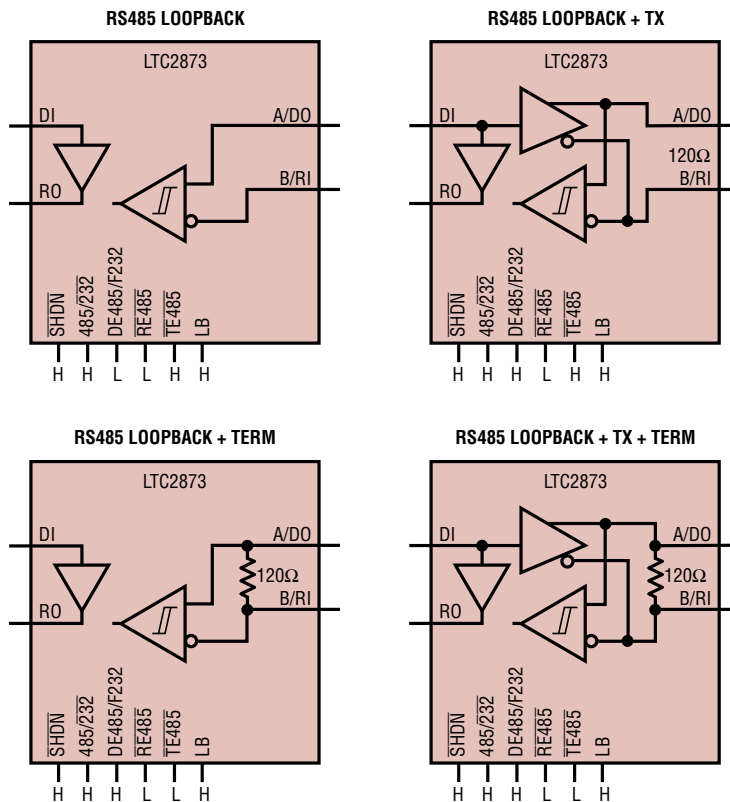 RS485 LOOPBACK
LTC2873
DI
A/DO
RO
B/RI
SHDN
485/232
DE485/F232
RE485
TE485
LB
H H L L H H
RS485 LOOPBACK + TX
LTC2873
DI
A/DO
120Ω
RO
B/RI
SHDN
485/232
DE485/F232
RE485
TE485
LB
H H H L H H
RS485 LOOPBACK + TERM
LTC2873
DI
A/DO
120Ω
RO
B/RI
SHDN
485/232
DE485/F232
RE485
TE485
LB
H H H L L H
RS485 LOOPBACK + TX + TERM
LTC2873
DI
A/DO
120Ω
RO
B/RI
SHDN
485/232
DE485/F232
RE485
TE485
LB
H H H L L H